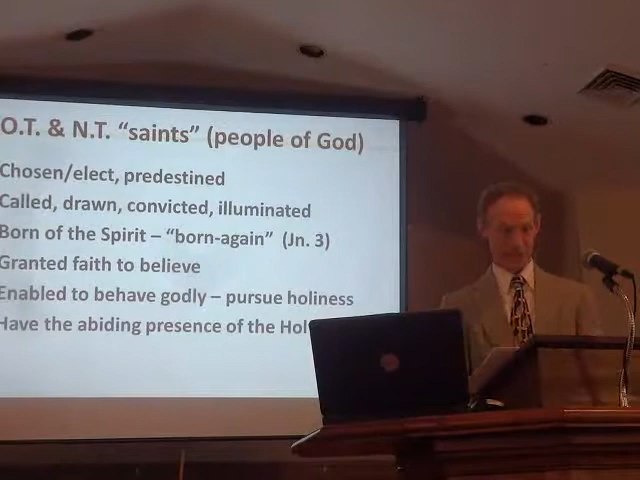 O.T. & N.T. “saints” (people of God)
Chosen/elect, predestined
Called, drawn, convicted, illuminated
Born of the Spirit – “born-again” (Jn. 3)
Granted faith to believe
Enabled to behave godly – pursue holiness
Have the abiding presence of the